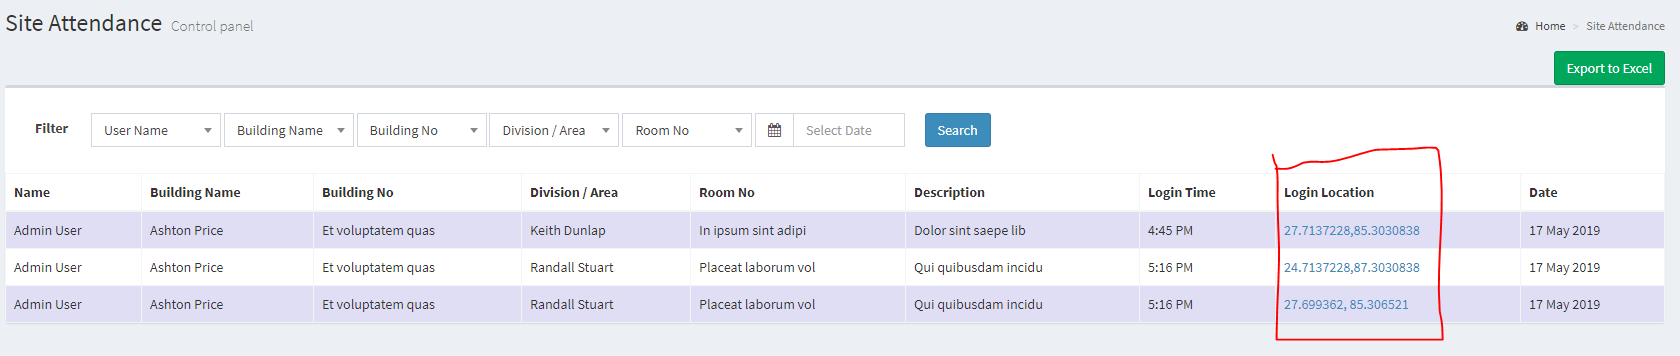 Site Attendance Control panel
Home > Site Attendance
Export to Excel
Filter User Name Building Name Building No Division / Area Room No Select Date Search
Name Building Name Building No Division / Area Room No Description Login Time Login Location Date
Admin User Ashton Price Et voluptatem quas Keith Dunlap In ipsum sint adipi Dolor sint saepe lib 4:45 PM 27.7137228,85.3030838 17 May 2019
Admin User Ashton Price Et voluptatem quas Randall Stuart Placeat laborum vol Qui quibusdam incidu 5:16 PM 24.7137228,87.3030838 17 May 2019
Admin User Ashton Price Et voluptatem quas Randall Stuart Placeat laborum vol Qui quibusdam incidu 5:16 PM 27.699362, 85.306521 17 May 2019